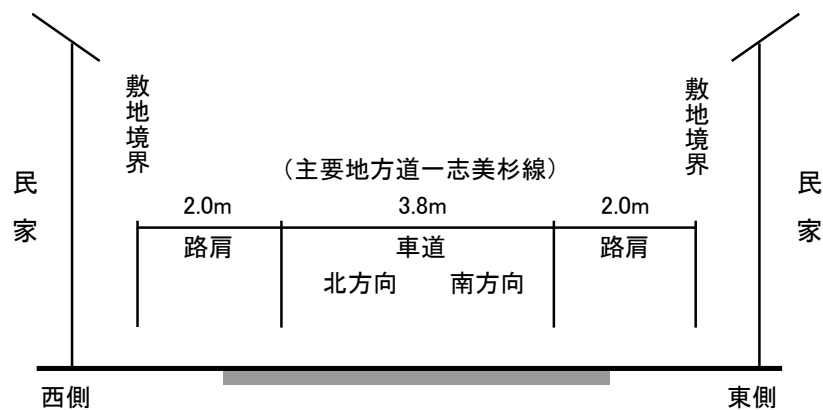 敷地境界
敷地境界
(主要地方道一志美杉線)
民家
民家
2.0m
3.8m
2.0m
路肩
車道
路肩
北方向
南方向
西側
東側